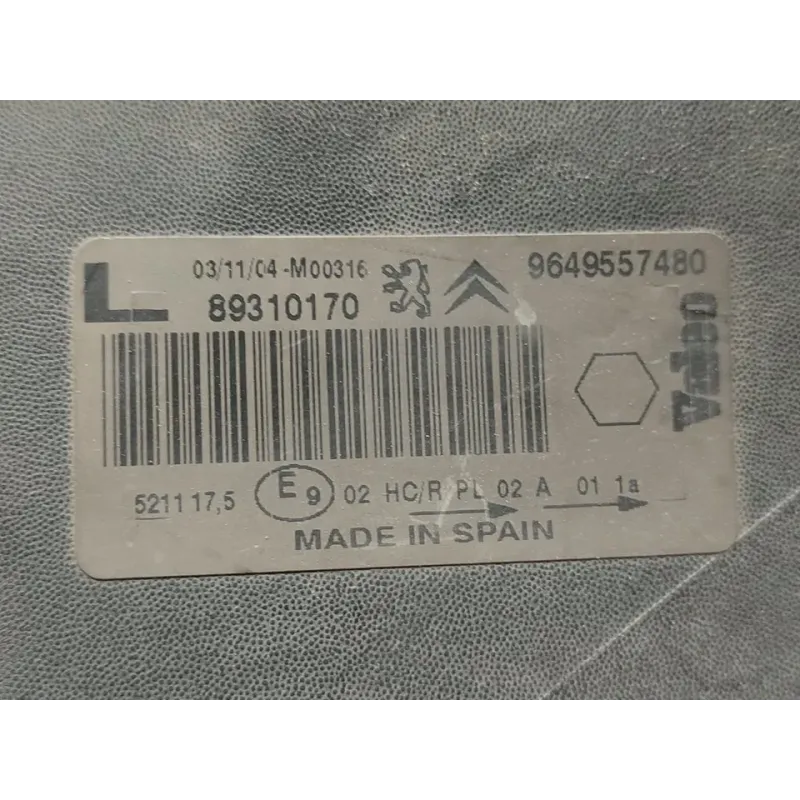 L 03/11/04-M00316 9649557480
89310170
5211 17,5 E9 02 HC/R PL 02 A 01 1a
MADE IN SPAIN